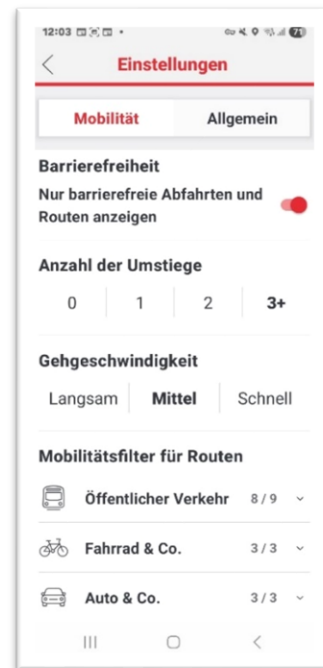 12:03
Einstellungen
Mobilität Allgemein
Barrierefreiheit
Nur barrierefreie Abfahrten und
Routen anzeigen
Anzahl der Umstiege
0 1 2 3+
Gehgeschwindigkeit
Langsam Mittel Schnell
Mobilitätsfilter für Routen
Öffentlicher Verkehr 8/9
Fahrrad & Co. 3/3
Auto & Co. 3/3